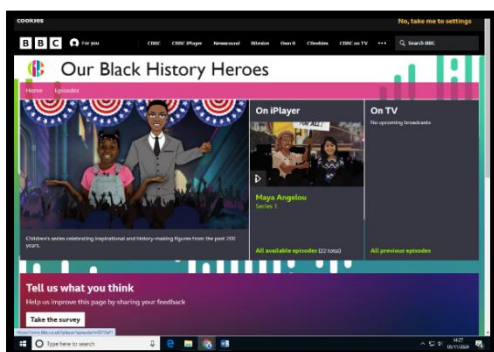 cookies
No, take me to settings
BBC
For you
CBBC
CBBC iPlayer
Newsround
Bitesize
Own It
CBeebies
CBBC on TV
Search BBC
Our Black History Heroes
Home
Episodes
On iPlayer
On TV
No upcoming broadcasts
Maya Angelou
Series 1
Children's series celebrating inspirational and history-making figures from the past 200
years.
All available episodes (22 total)
All previous episodes
Tell us what you think
Help us improve this page by sharing your feedback
Take the survey
Type here to search
14:27